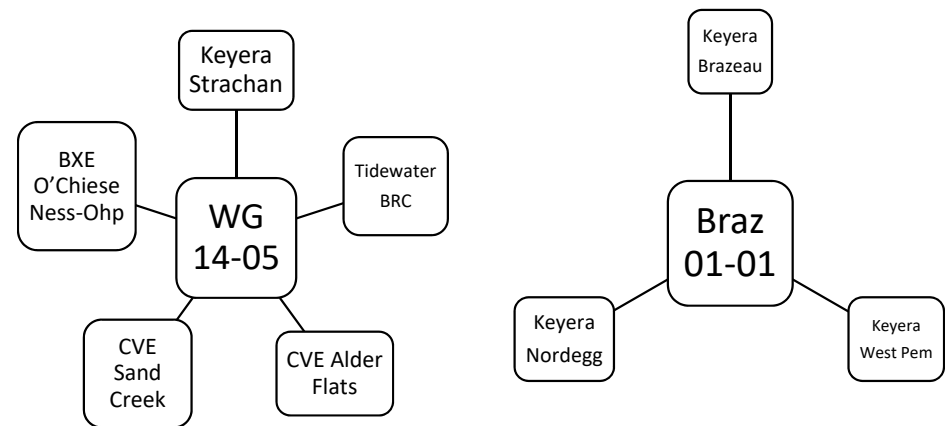 Keyera
Strachan
BXE
O'Chiese
Ness-Ohp
Tidewater
BRC
WG
14-05
CVE
Sand
Creek
CVE Alder
Flats
Keyera
Brazeau
Braz
01-01
Keyera
Nordegg
Keyera
West Pem